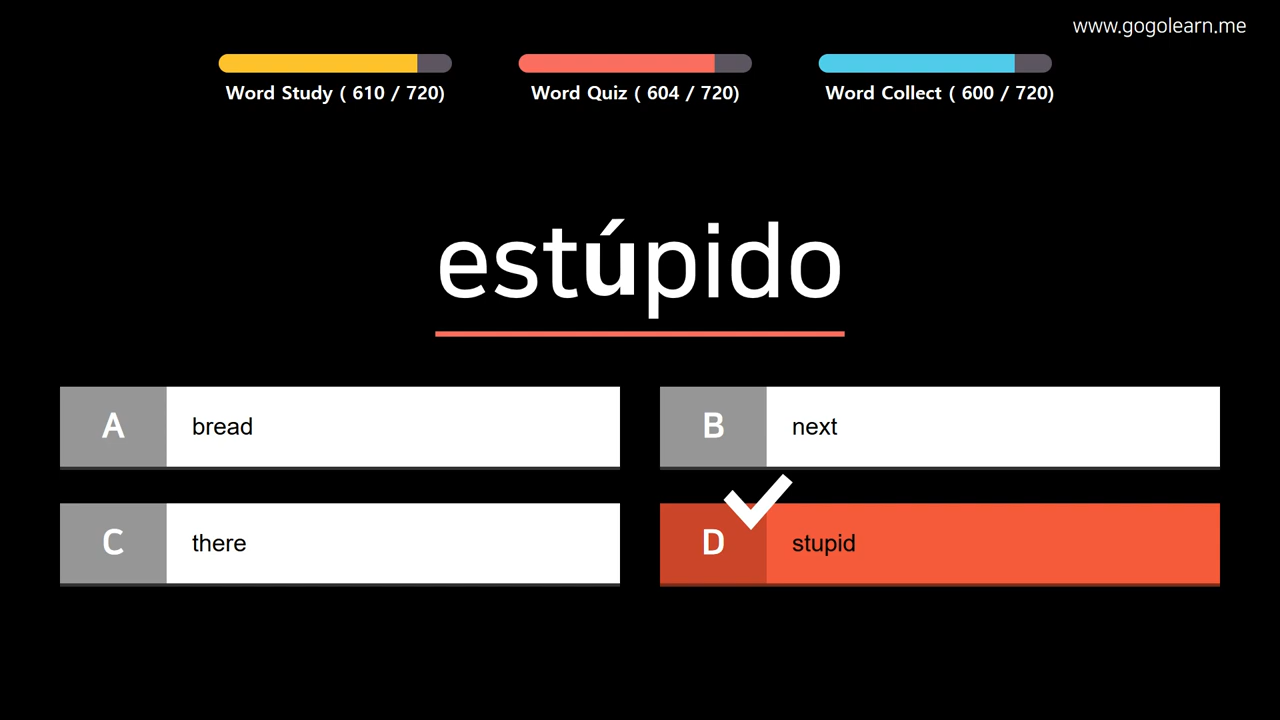 www.gogolearn.me
Word Study ( 610 / 720)
Word Quiz ( 604 / 720)
Word Collect ( 600 / 720)
estúpido
A bread
B next
C there
D stupid